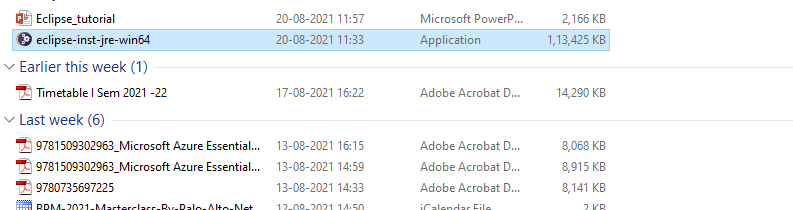 Eclipse_tutorial 20-08-2021 11:57 Microsoft PowerP... 2,166 KB
eclipse-inst-jre-win64 20-08-2021 11:33 Application 1,13,425 KB
Earlier this week (1)
Timetable I Sem 2021 -22 17-08-2021 16:22 Adobe Acrobat D... 14,290 KB
Last week (6)
9781509302963_Microsoft Azure Essential... 13-08-2021 16:15 Adobe Acrobat D... 8,068 KB
9781509302963_Microsoft Azure Essential... 13-08-2021 14:59 Adobe Acrobat D... 8,915 KB
9780735697225 13-08-2021 14:33 Adobe Acrobat D... 8,141 KB
BPM-2021-Masterclass-By-Palo-Alto-Net... 12-08-2021 14:50 iCalendar File 2 KB